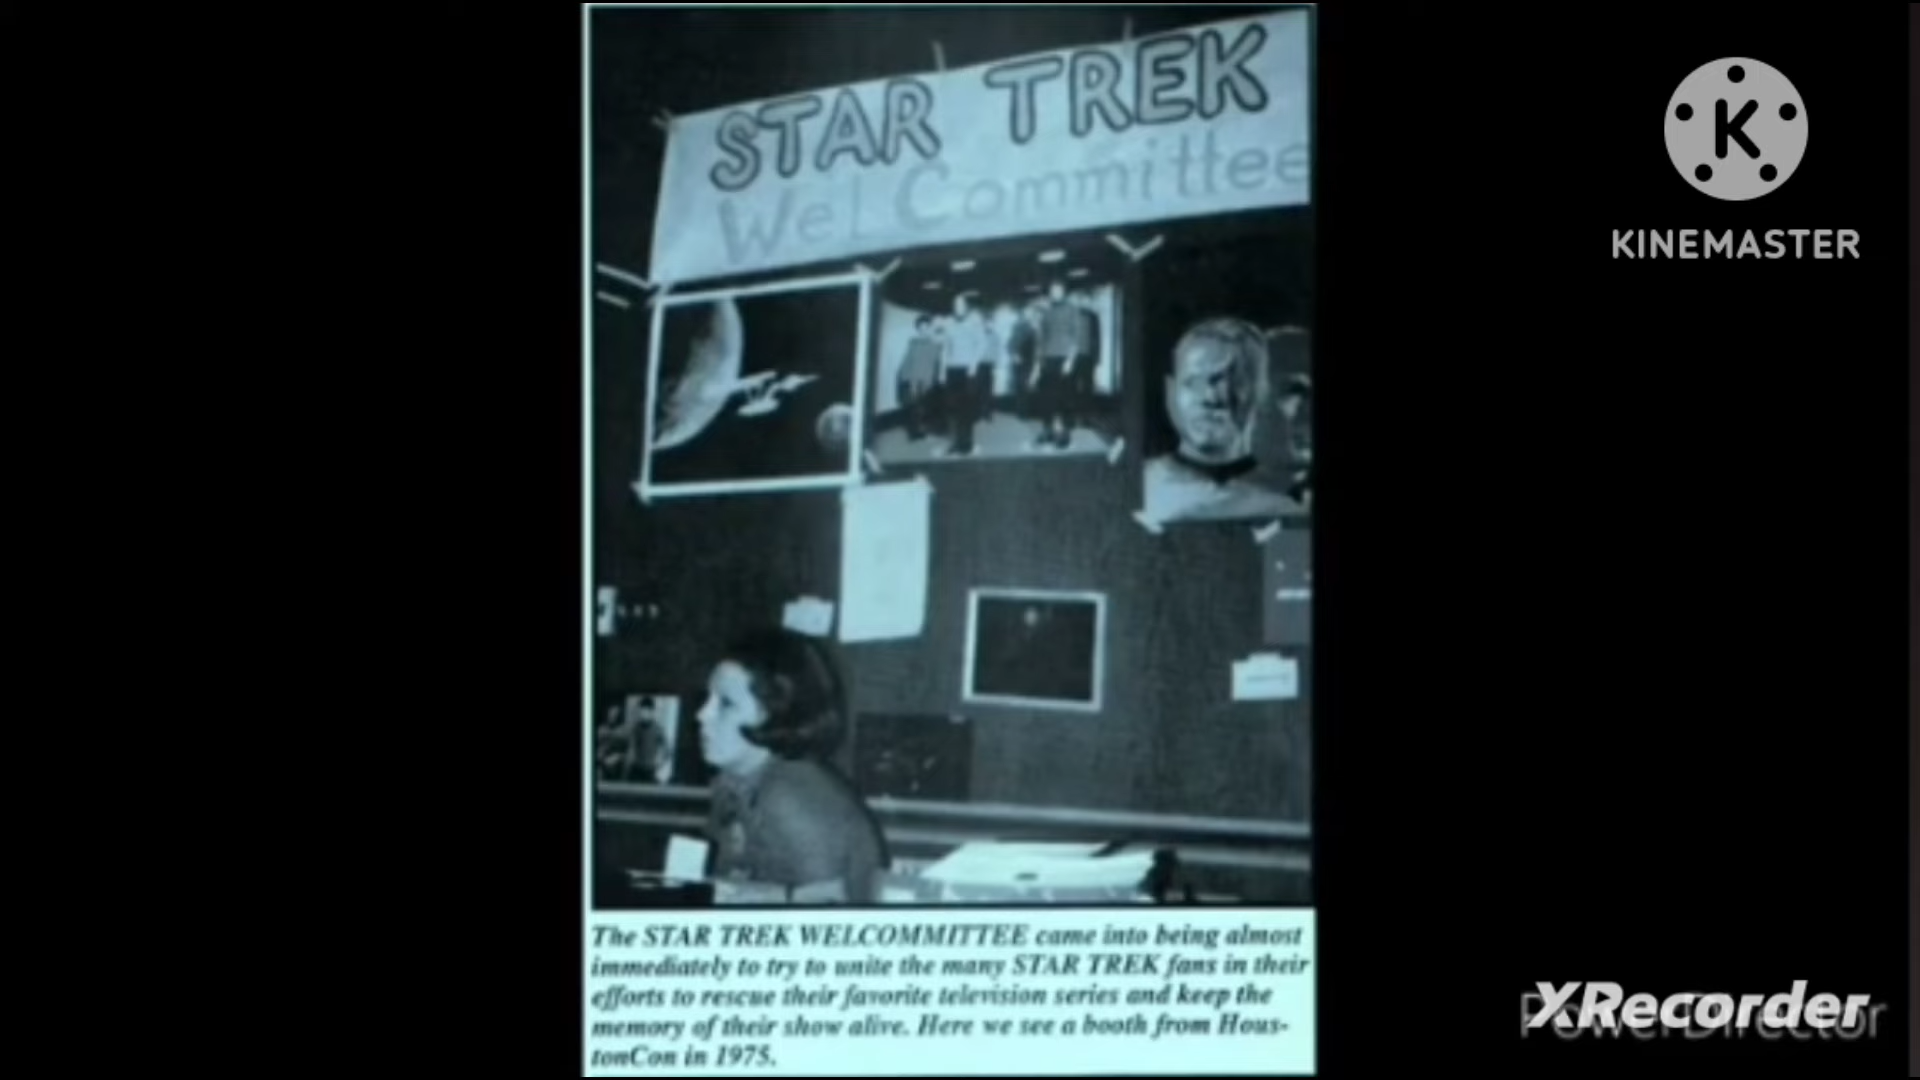 STAR TREK
WelCommittee
K
KINEMASTER
The STAR TREK WELCOMMITTEE came into being almost
immediately to try to unite the many STAR TREK fans in their
efforts to rescue their favorite television series and keep the
memory of their show alive. Here we see a booth from Hous-
tonCon in 1975.
XRecorder
PowerDirector